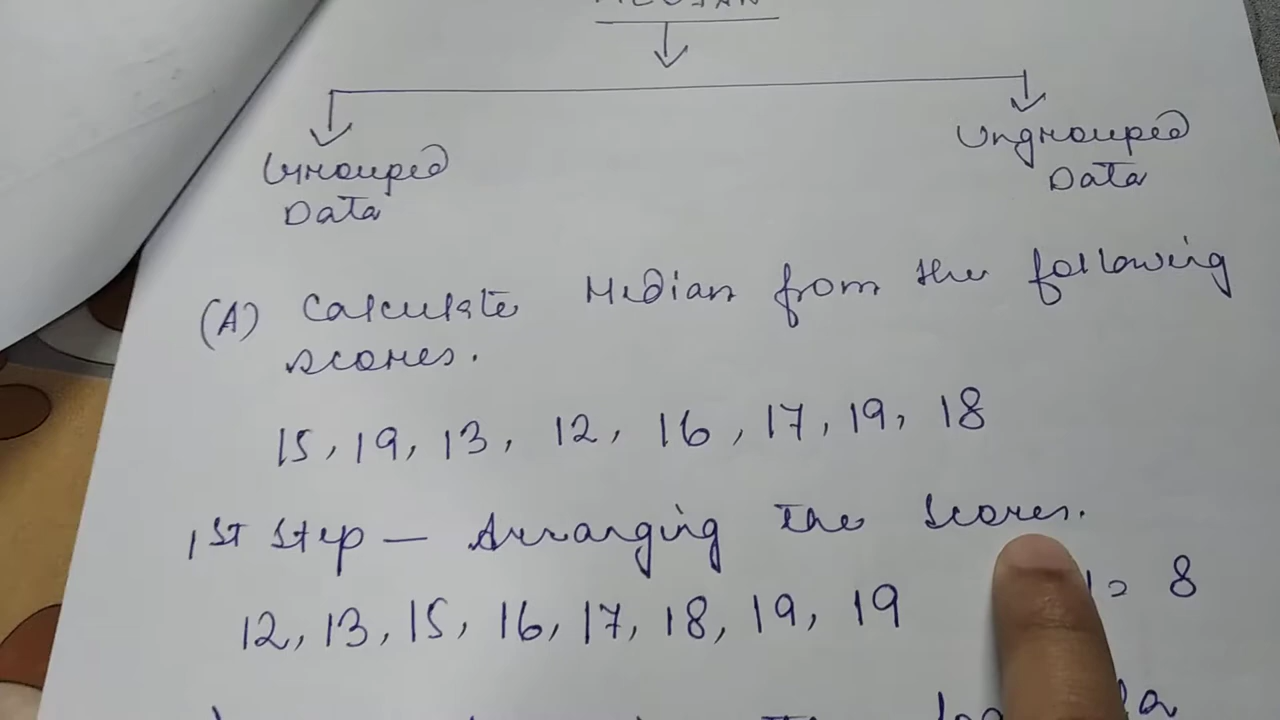 Grouped
Data
Ungrouped
Data
(A) Calculate Median from the following
scores.
15, 19, 13, 12, 16, 17, 19, 18
1st step — Arranging the scores.
12, 13, 15, 16, 17, 18, 19, 19
= 8